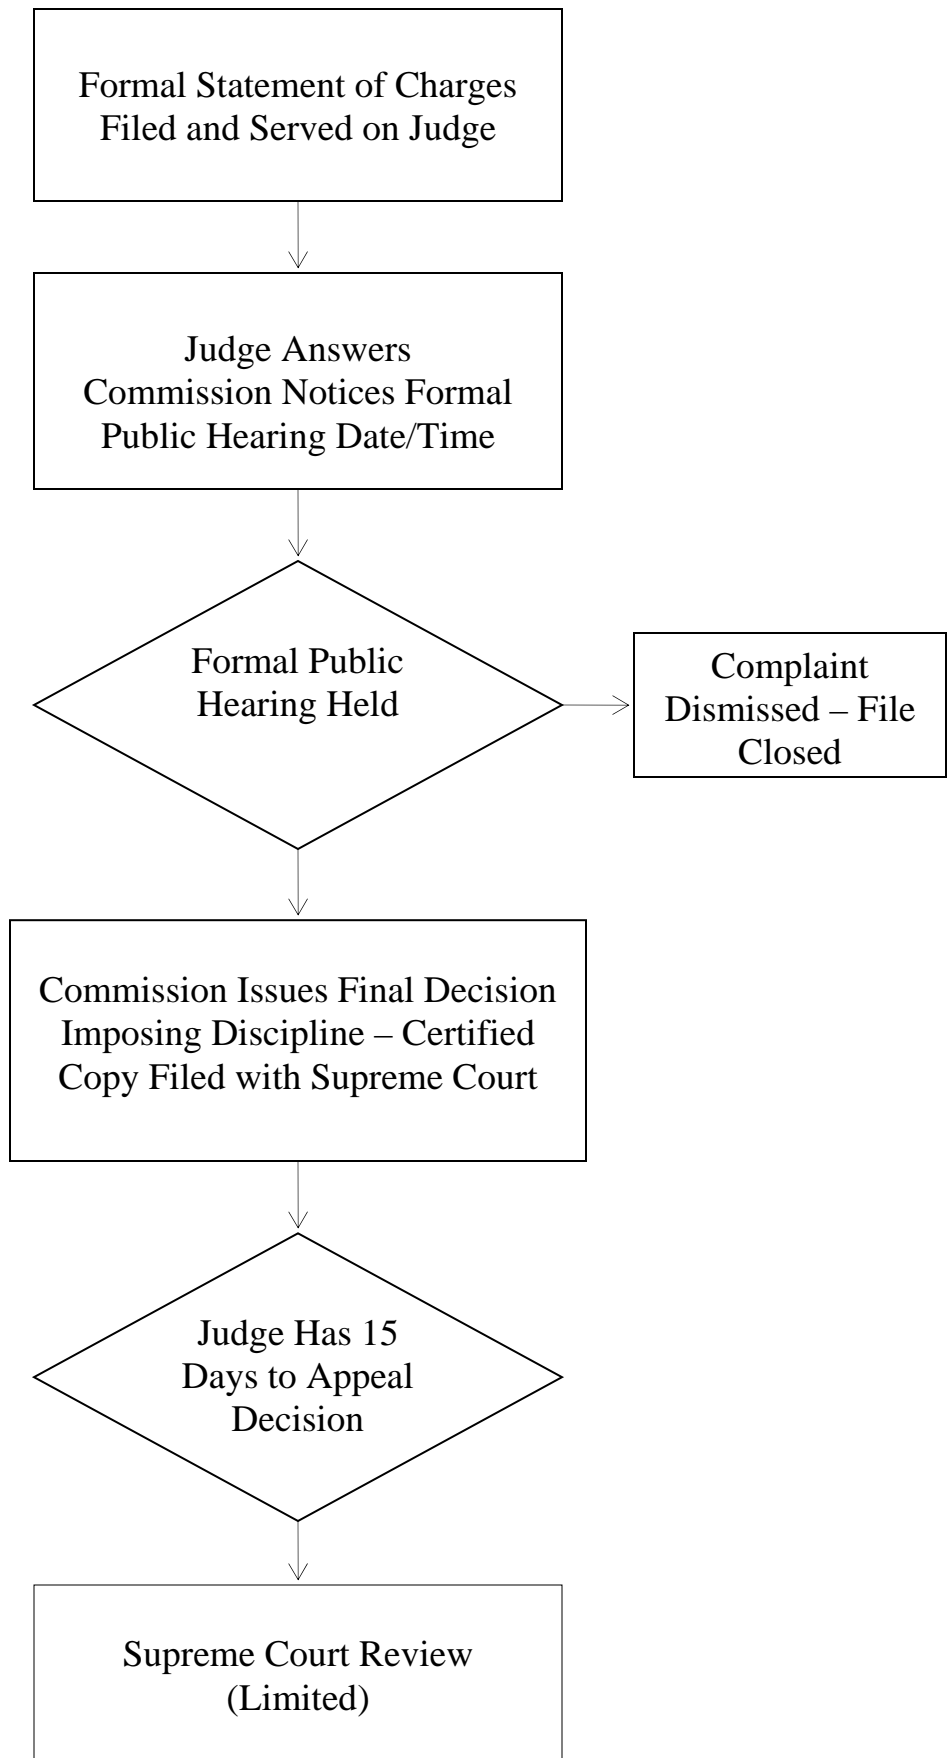 Formal Statement of Charges
Filed and Served on Judge
Judge Answers
Commission Notices Formal
Public Hearing Date/Time
Formal Public
Hearing Held
Complaint
Dismissed – File
Closed
Commission Issues Final Decision
Imposing Discipline – Certified
Copy Filed with Supreme Court
Judge Has 15
Days to Appeal
Decision
Supreme Court Review
(Limited)